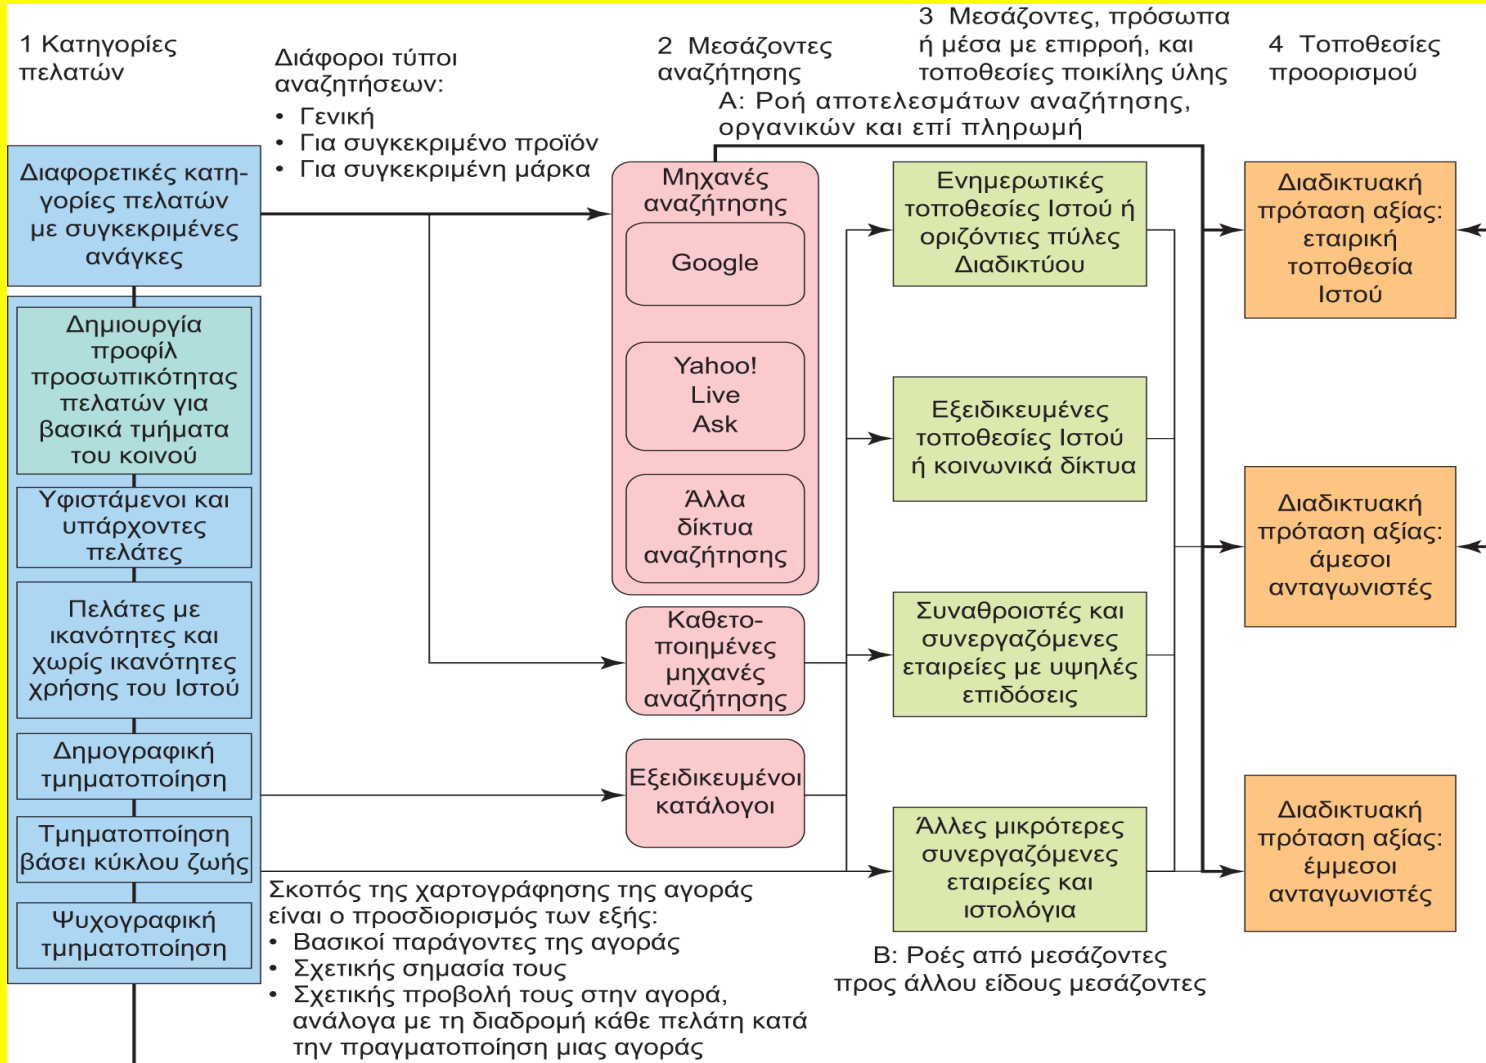 1 Κατηγορίες
πελατών
Διάφοροι τύποι
αναζητήσεων:
• Γενική
• Για συγκεκριμένο προϊόν
• Για συγκεκριμένη μάρκα
2 Μεσάζοντες
αναζήτησης
3 Μεσάζοντες, πρόσωπα
ή μέσα με επιρροή, και
τοποθεσίες ποικίλης ύλης
4 Τοποθεσίες
προορισμού
Α: Ροή αποτελεσμάτων αναζήτησης,
οργανικών και επί πληρωμή
Διαφορετικές κατη-
γορίες πελατών
με συγκεκριμένες
ανάγκες
Δημιουργία
προφίλ
προσωπικότητας
πελατών για
βασικά τμήματα
του κοινού
Υφιστάμενοι και
υπάρχοντες
πελάτες
Πελάτες με
ικανότητες και
χωρίς ικανότητες
χρήσης του Ιστού
Δημογραφική
τμηματοποίηση
Τμηματοποίηση
βάσει κύκλου ζωής
Ψυχογραφική
τμηματοποίηση
Μηχανές
αναζήτησης
Google
Yahoo!
Live
Ask
Άλλα
δίκτυα
αναζήτησης
Καθετο-
ποιημένες
μηχανές
αναζήτησης
Εξειδικευμένοι
κατάλογοι
Ενημερωτικές
τοποθεσίες Ιστού ή
οριζόντιες πύλες
Διαδικτύου
Εξειδικευμένες
τοποθεσίες Ιστού
ή κοινωνικά δίκτυα
Συναθροιστές και
συνεργαζόμενες
εταιρείες με υψηλές
επιδόσεις
Άλλες μικρότερες
συνεργαζόμενες
εταιρείες και
ιστολόγια
Διαδικτυακή
πρόταση αξίας:
εταιρική
τοποθεσία
Ιστού
Διαδικτυακή
πρόταση αξίας:
άμεσοι
ανταγωνιστές
Διαδικτυακή
πρόταση αξίας:
έμμεσοι
ανταγωνιστές
Σκοπός της χαρτογράφησης της αγοράς
είναι ο προσδιορισμός των εξής:
• Βασικοί παράγοντες της αγοράς
• Σχετικής σημασία τους
• Σχετικής προβολή τους στην αγορά,
ανάλογα με τη διαδρομή κάθε πελάτη κατά
την πραγματοποίηση μιας αγοράς
Β: Ροές από μεσάζοντες
προς άλλου είδους μεσάζοντες